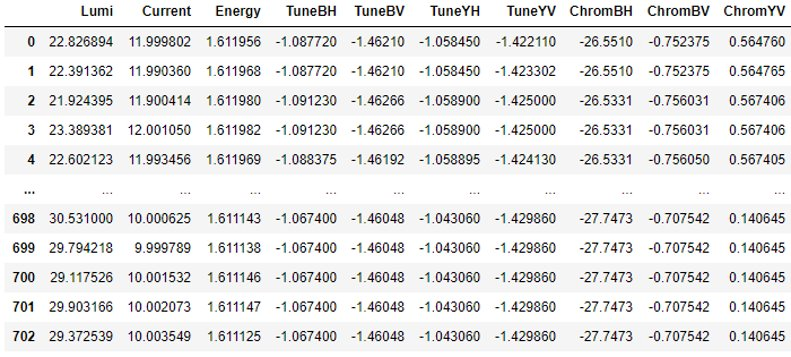 Lumi Current Energy TuneBH TuneBV TuneYH TuneYV ChromBH ChromBV ChromYV
0 22.826894 11.999802 1.611956 -1.087720 -1.46210 -1.058450 -1.422110 -26.5510 -0.752375 0.564760
1 22.391362 11.990360 1.611968 -1.087720 -1.46210 -1.058450 -1.423302 -26.5510 -0.752375 0.564765
2 21.924395 11.900414 1.611980 -1.091230 -1.46266 -1.058900 -1.425000 -26.5331 -0.756031 0.567406
3 23.389381 12.001050 1.611982 -1.091230 -1.46266 -1.058900 -1.425000 -26.5331 -0.756031 0.567406
4 22.602123 11.993456 1.611969 -1.088375 -1.46192 -1.058895 -1.424130 -26.5331 -0.756050 0.567405
... ... ... ... ... ... ... ... ... ... ...
698 30.531000 10.000625 1.611143 -1.067400 -1.46048 -1.043060 -1.429860 -27.7473 -0.707542 0.140645
699 29.794218 9.999789 1.611138 -1.067400 -1.46048 -1.043060 -1.429860 -27.7473 -0.707542 0.140645
700 29.117526 10.001532 1.611146 -1.067400 -1.46048 -1.043060 -1.429860 -27.7473 -0.707542 0.140645
701 29.903166 10.002073 1.611147 -1.067400 -1.46048 -1.043060 -1.429860 -27.7473 -0.707542 0.140645
702 29.372539 10.003549 1.611125 -1.067400 -1.46048 -1.043060 -1.429860 -27.7473 -0.707542 0.140645